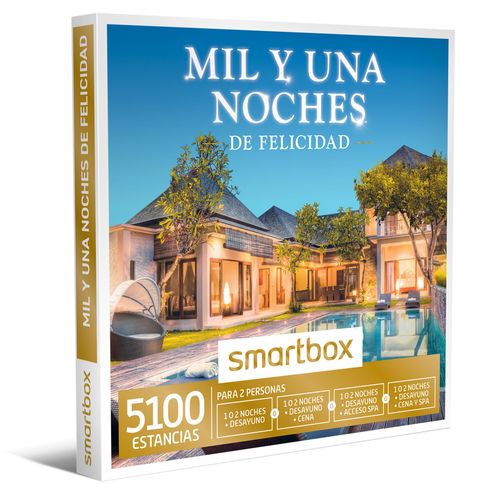 MIL Y UNA
NOCHES
DE FELICIDAD
MIL Y UNA NOCHES DE FELICIDAD
smartbox
smartbox
5100
ESTANCIAS
PARA 2 PERSONAS
1 O 2 NOCHES
+ DESAYUNO
O
1 O 2 NOCHES
+ DESAYUNO
+ CENA
O
1 O 2 NOCHES
+ DESAYUNO
+ ACCESO SPA
O
1 O 2 NOCHES
+ DESAYUNO
+ CENA Y SPA